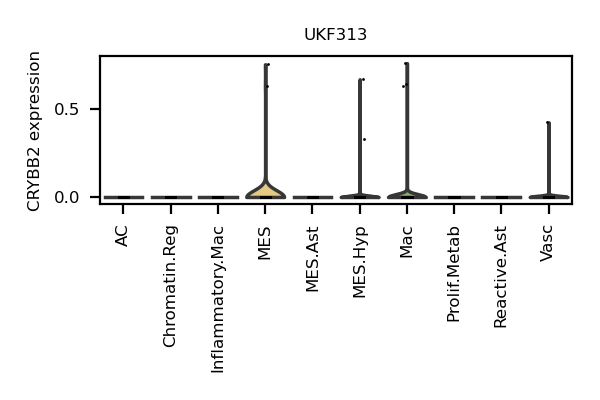 UKF313
CRYBB2 expression
0.5
0.0
AC
Chromatin.Reg
Inflammatory.Mac
MES
MES.Ast
MES.Hyp
Mac
Prolif.Metab
Reactive.Ast
Vasc